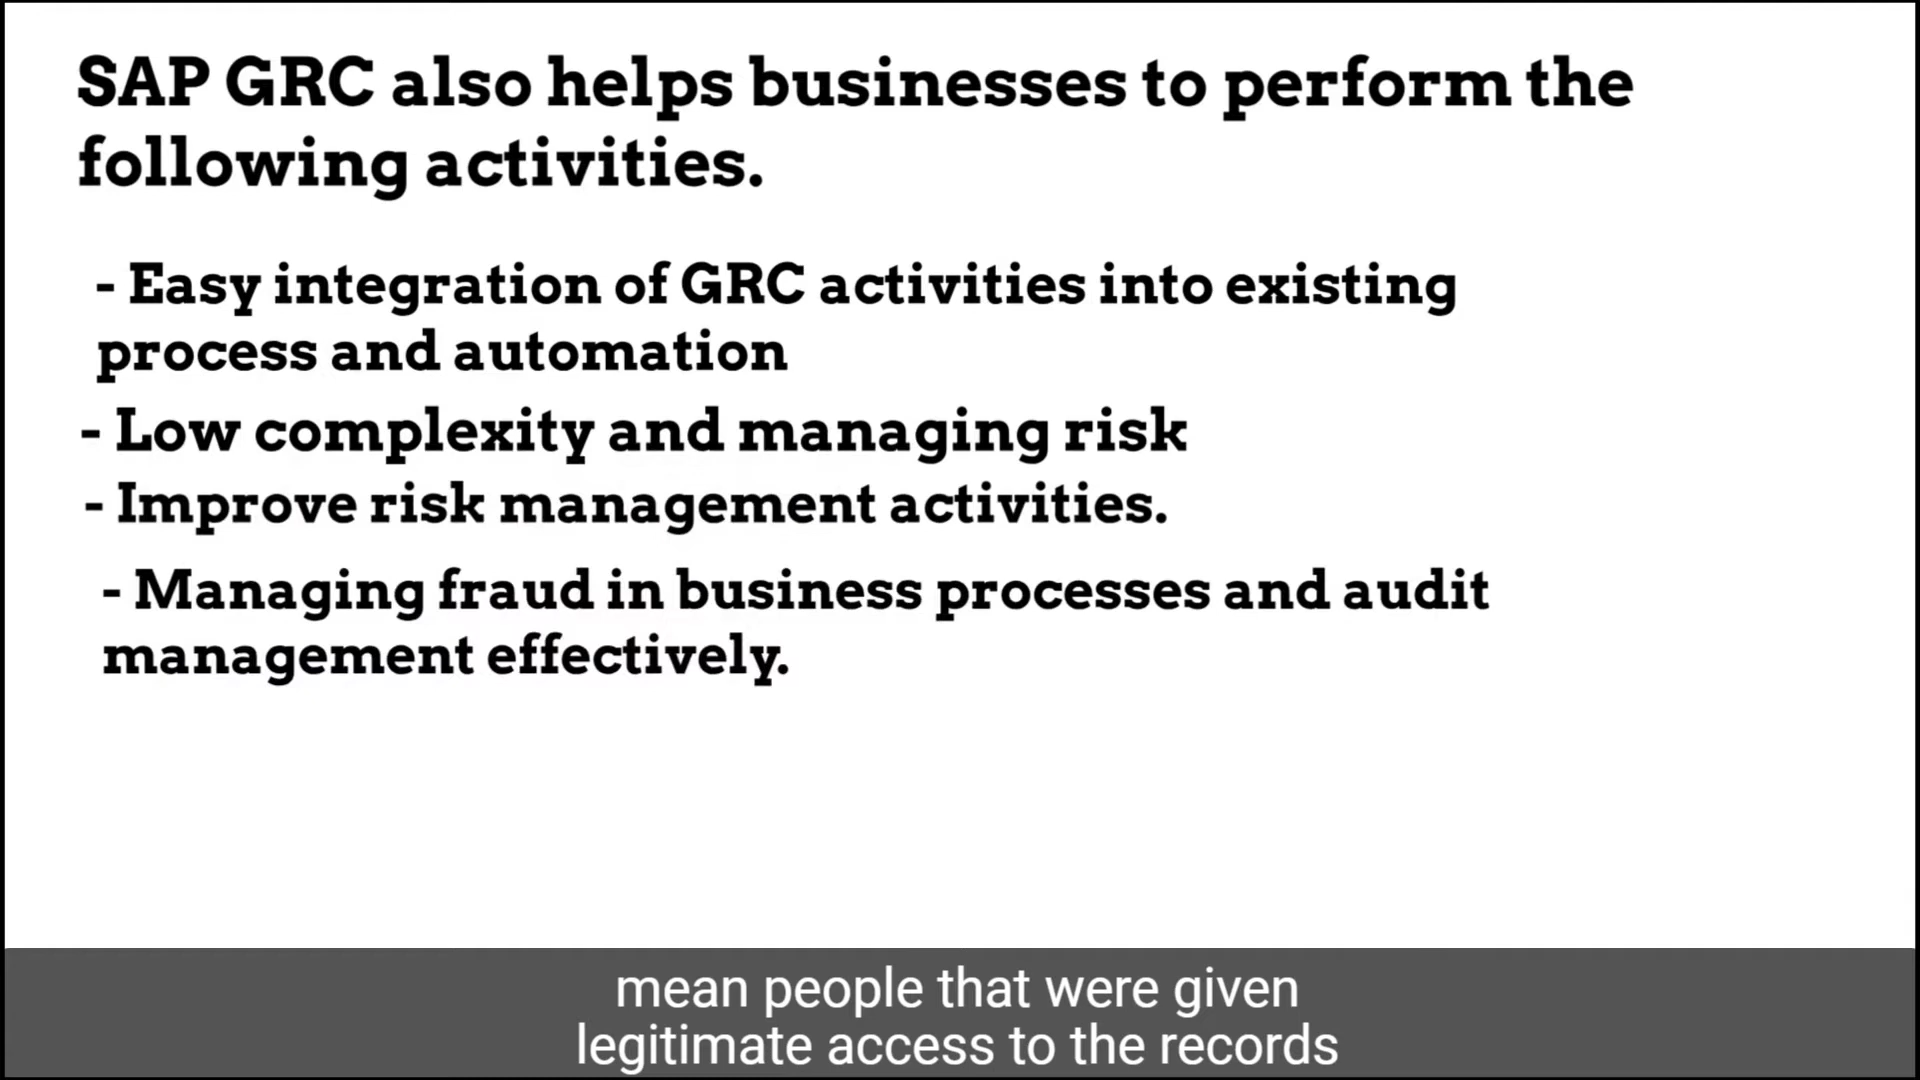 SAP GRC also helps businesses to perform the
following activities.
- Easy integration of GRC activities into existing
process and automation
- Low complexity and managing risk
- Improve risk management activities.
- Managing fraud in business processes and audit
management effectively.
mean people that were given
legitimate access to the records